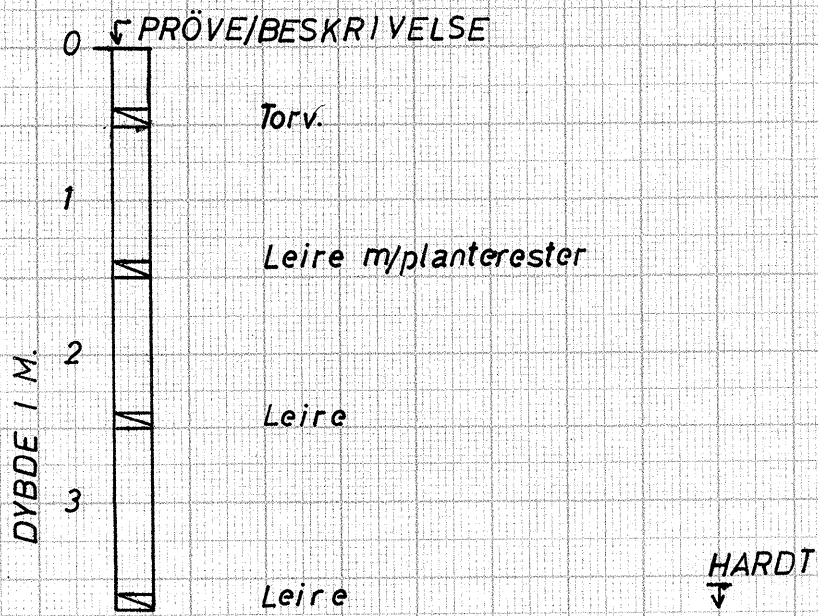 PRÖVE/BESKRIVELSE
0
Torv.
1
Leire m/planterester
2
DYBDE I M.
Leire
3
HARDT
Leire